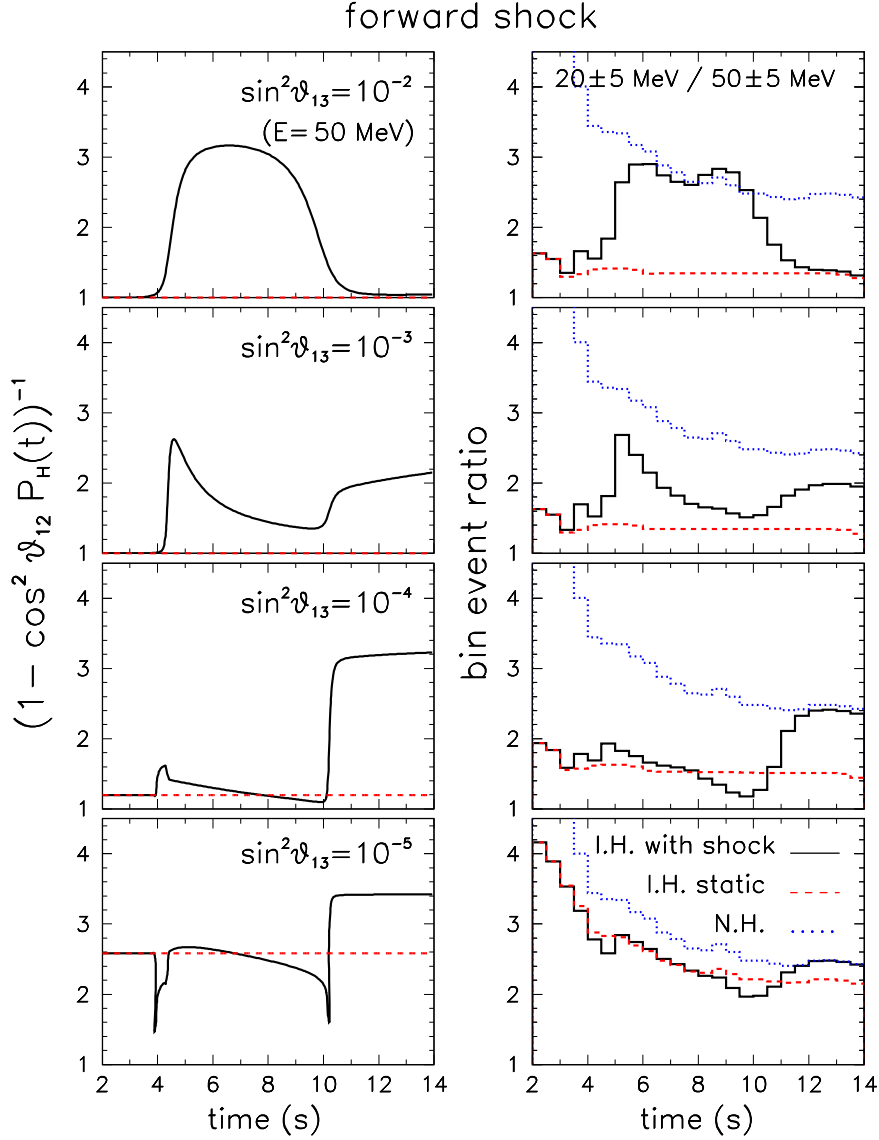 forward shock
(1− cos² ϑ₁₂ P_H(t))⁻¹
4
3
2
1
sin²ϑ₁₃=10⁻²
(E= 50 MeV)
4
3
2
1
sin²ϑ₁₃=10⁻³
4
3
2
1
sin²ϑ₁₃=10⁻⁴
4
3
2
1
sin²ϑ₁₃=10⁻⁵
2 4 6 8 10 12 14
time (s)
bin event ratio
4
3
2
1
20±5 MeV / 50±5 MeV
4
3
2
1
4
3
2
1
4
3
2
1
I.H. with shock
I.H. static
N.H.
2 4 6 8 10 12 14
time (s)